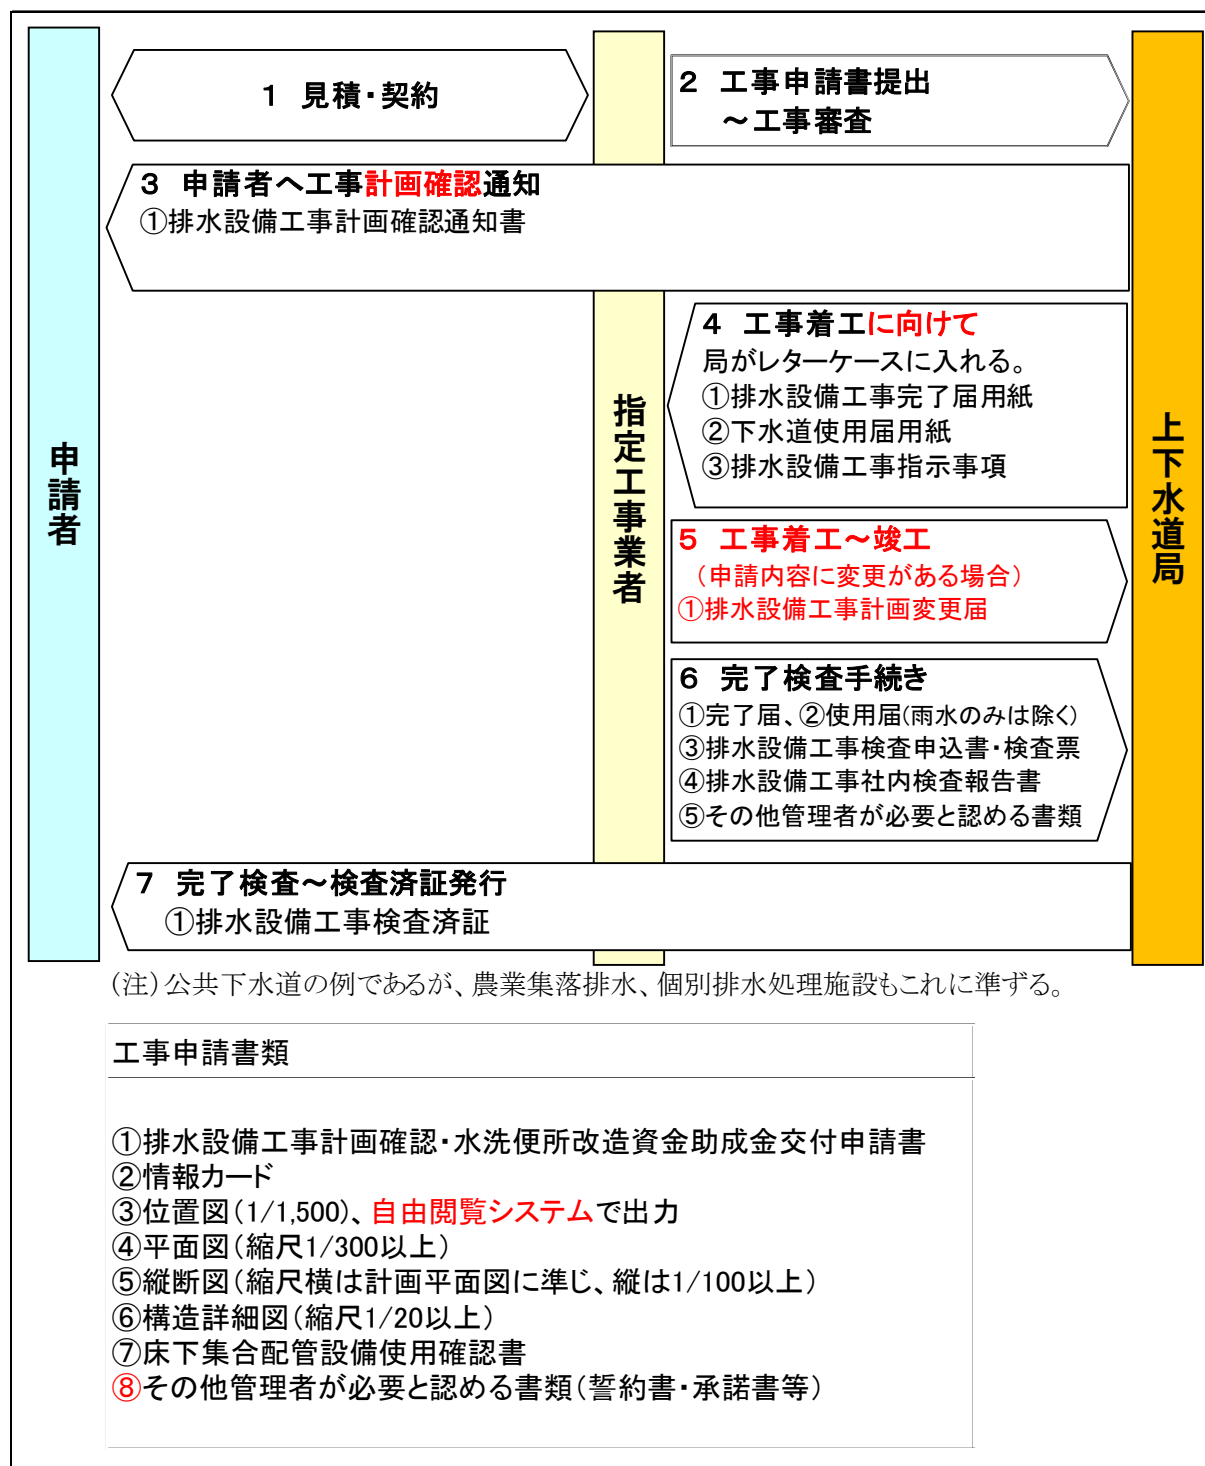 1 見積・契約
2 工事申請書提出
～工事審査
3 申請者へ工事計画確認通知
①排水設備工事計画確認通知書
4 工事着工に向けて
局がレターケースに入れる。
①排水設備工事完了届用紙
②下水道使用届用紙
③排水設備工事指示事項
申請者
指定工事業者
上下水道局
5 工事着工～竣工
（申請内容に変更がある場合）
①排水設備工事計画変更届
6 完了検査手続き
①完了届、②使用届(雨水のみは除く)
③排水設備工事検査申込書・検査票
④排水設備工事社内検査報告書
⑤その他管理者が必要と認める書類
7 完了検査～検査済証発行
①排水設備工事検査済証
（注）公共下水道の例であるが、農業集落排水、個別排水処理施設もこれに準ずる。
工事申請書類
①排水設備工事計画確認・水洗便所改造資金助成金交付申請書
②情報カード
③位置図（1/1,500）、自由閲覧システムで出力
④平面図（縮尺1/300以上）
⑤縦断図（縮尺横は計画平面図に準じ、縦は1/100以上）
⑥構造詳細図（縮尺1/20以上）
⑦床下集合配管設備使用確認書
⑧その他管理者が必要と認める書類（誓約書・承諾書等）